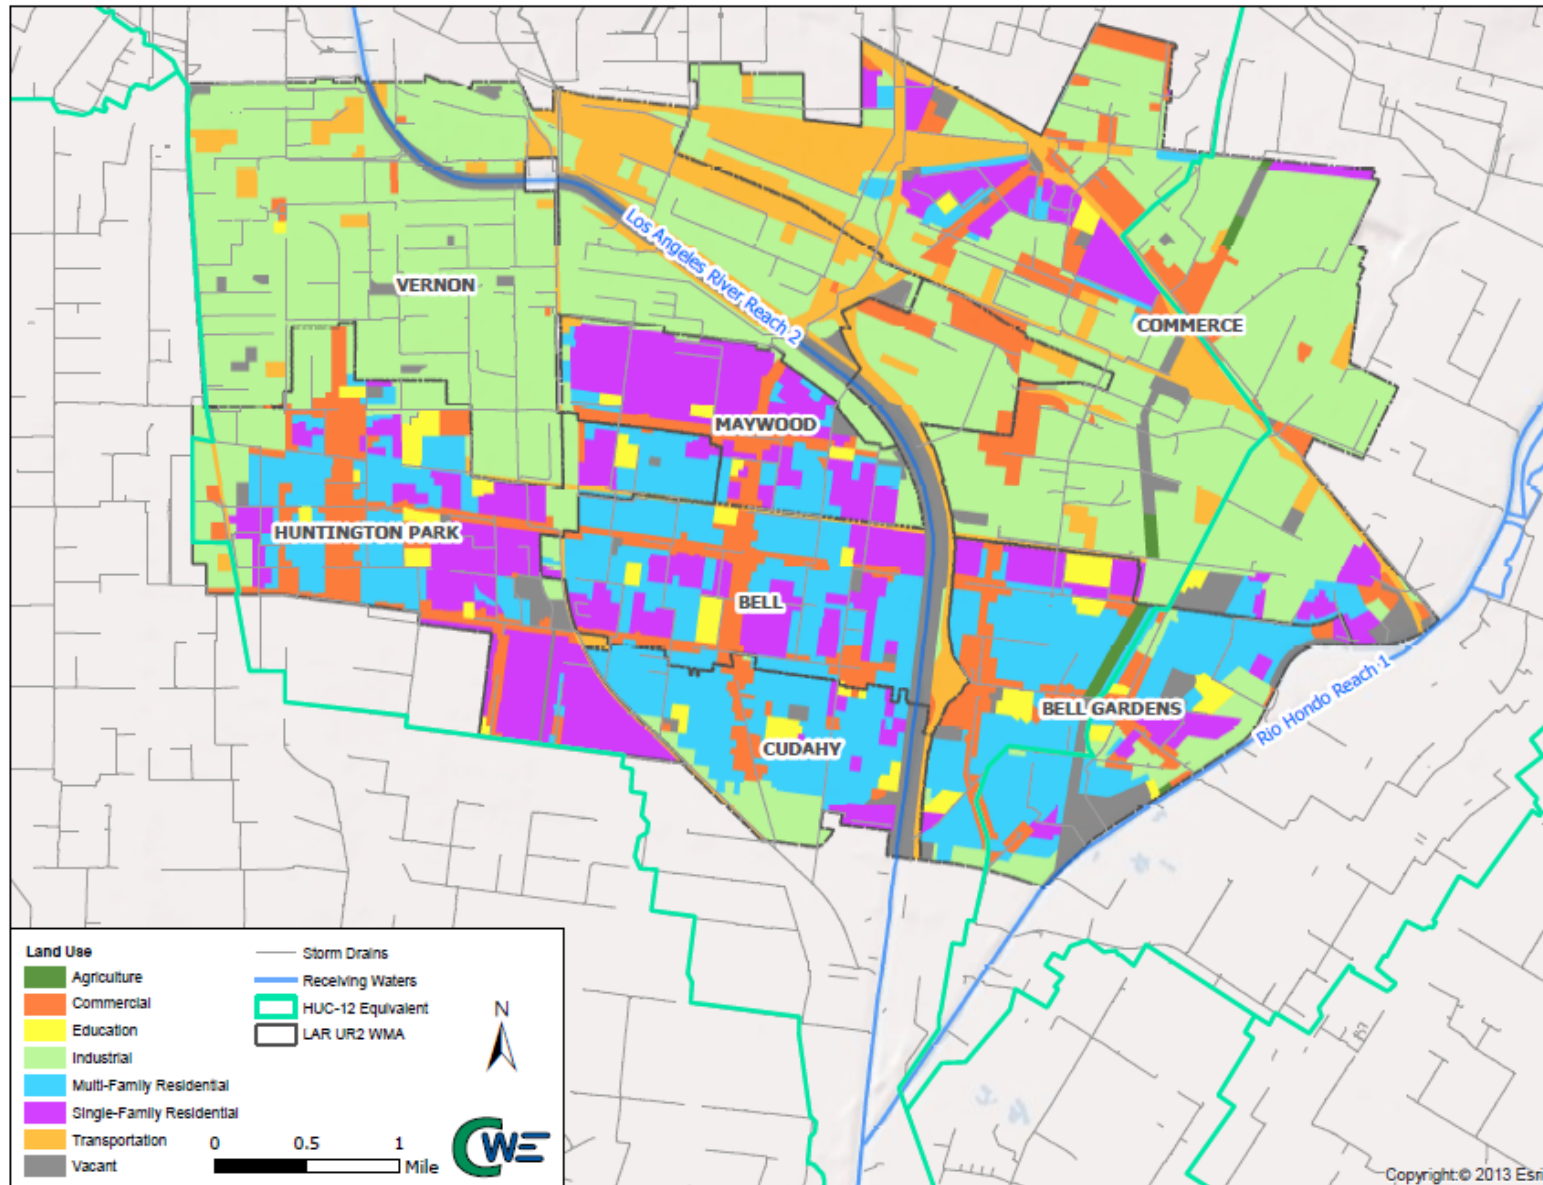 Los Angeles River Reach 2
VERNON
COMMERCE
MAYWOOD
HUNTINGTON PARK
BELL
BELL GARDENS
CUDAHY
Rio Hondo Reach 1
Land Use
Agriculture
Commercial
Education
Industrial
Multi-Family Residential
Single-Family Residential
Transportation
Vacant
Storm Drains
Receiving Waters
HUC-12 Equivalent
LAR UR2 WMA
N
0 0.5 1
Mile
CWE
Copyright:© 2013 Esri